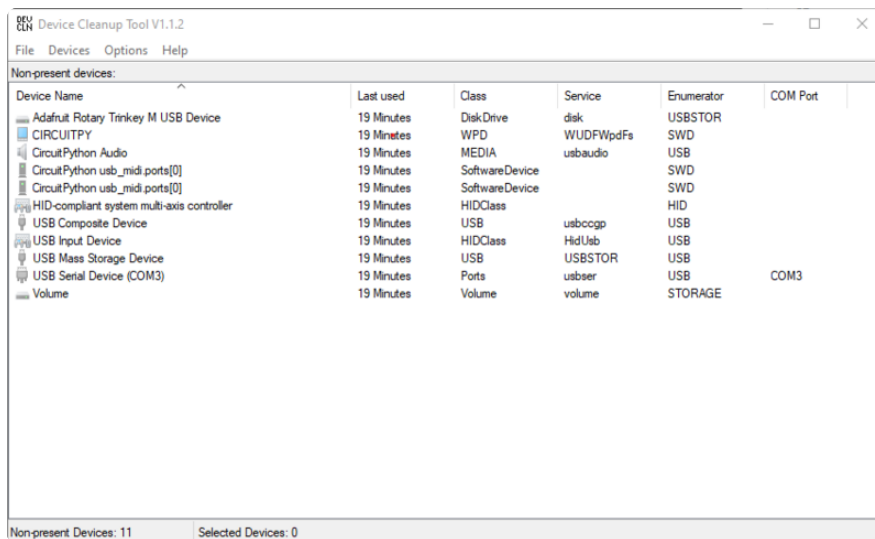 DEV CLN Device Cleanup Tool V1.1.2
File Devices Options Help
Non-present devices:
Device Name Last used Class Service Enumerator COM Port
Adafruit Rotary Trinkey M USB Device 19 Minutes DiskDrive disk USBSTOR
CIRCUITPY 19 Minutes WPD WUDFWpdFs SWD
CircuitPython Audio 19 Minutes MEDIA usbaudio USB
CircuitPython usb_midi.ports[0] 19 Minutes SoftwareDevice SWD
CircuitPython usb_midi.ports[0] 19 Minutes SoftwareDevice SWD
HID-compliant system multi-axis controller 19 Minutes HIDClass HID
USB Composite Device 19 Minutes USB usbccgp USB
USB Input Device 19 Minutes HIDClass HidUsb USB
USB Mass Storage Device 19 Minutes USB USBSTOR USB
USB Serial Device (COM3) 19 Minutes Ports usbser USB COM3
Volume 19 Minutes Volume volume STORAGE
Non-present Devices: 11 Selected Devices: 0